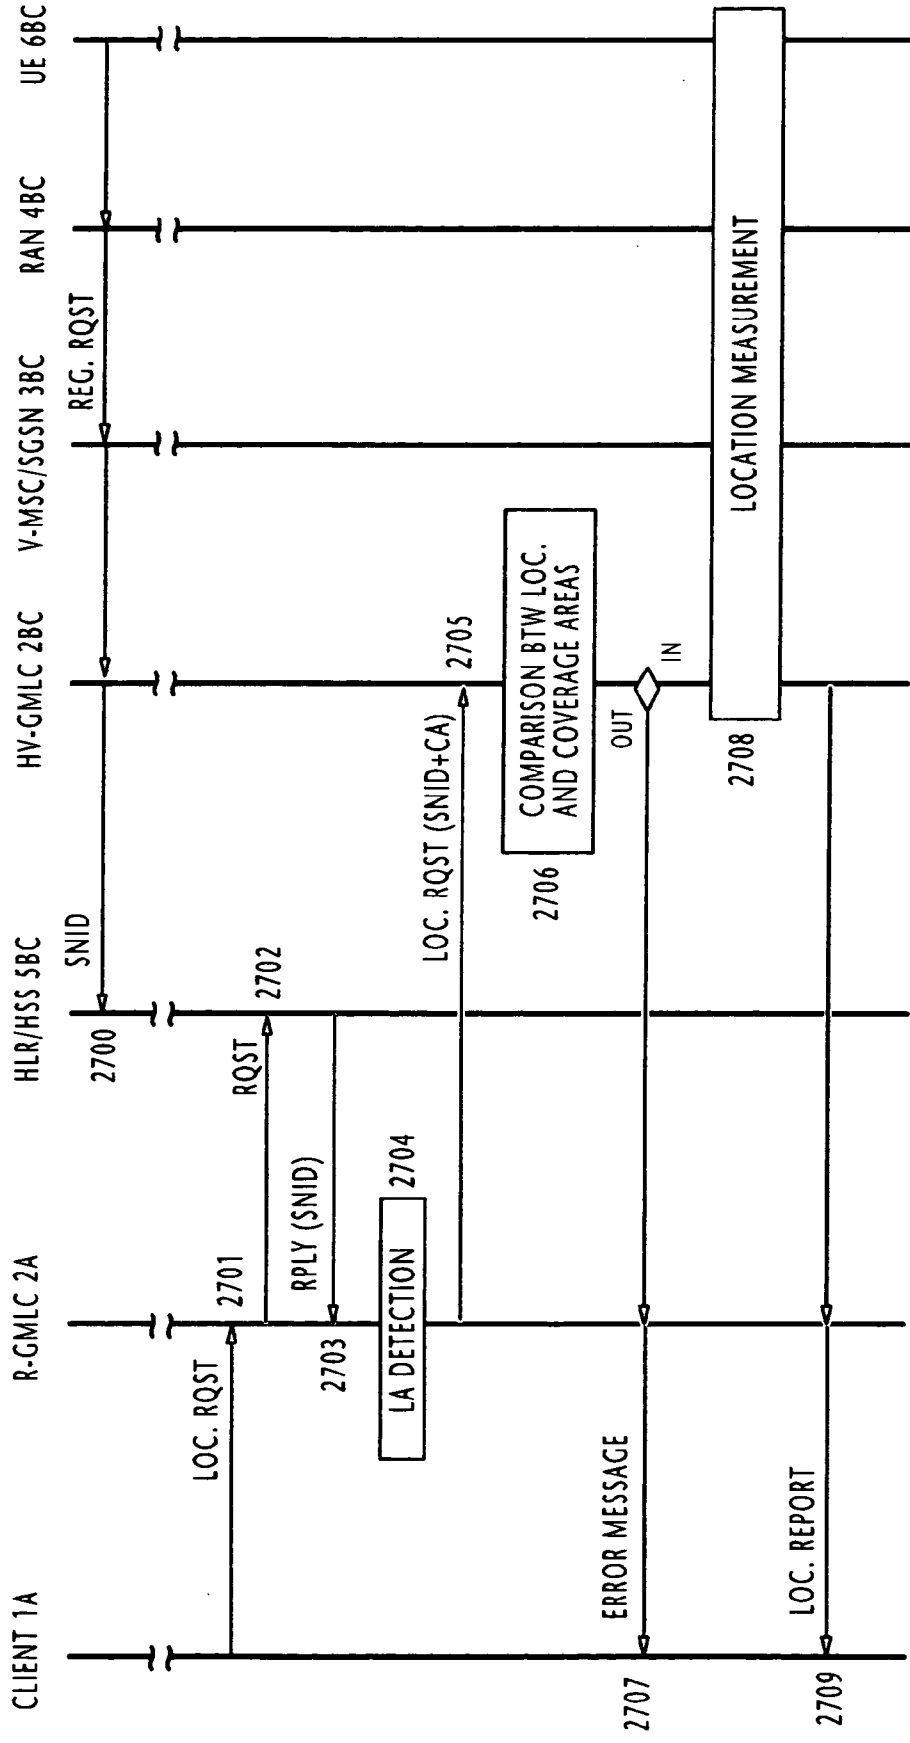 CLIENT 1A
R-GMLC 2A
HLR/HSS 5BC
HV-GMLC 2BC
V-MSC/SGSN 3BC
RAN 4BC
UE 6BC
2700
SNID
REG. RQST
LOC. RQST
2701
RQST
2702
2703
RPLY (SNID)
LA DETECTION
2704
LOC. RQST (SNID+CA)
2705
2706
COMPARISON BTW LOC.
AND COVERAGE AREAS
OUT
IN
2707
ERROR MESSAGE
2708
LOCATION MEASUREMENT
2709
LOC. REPORT